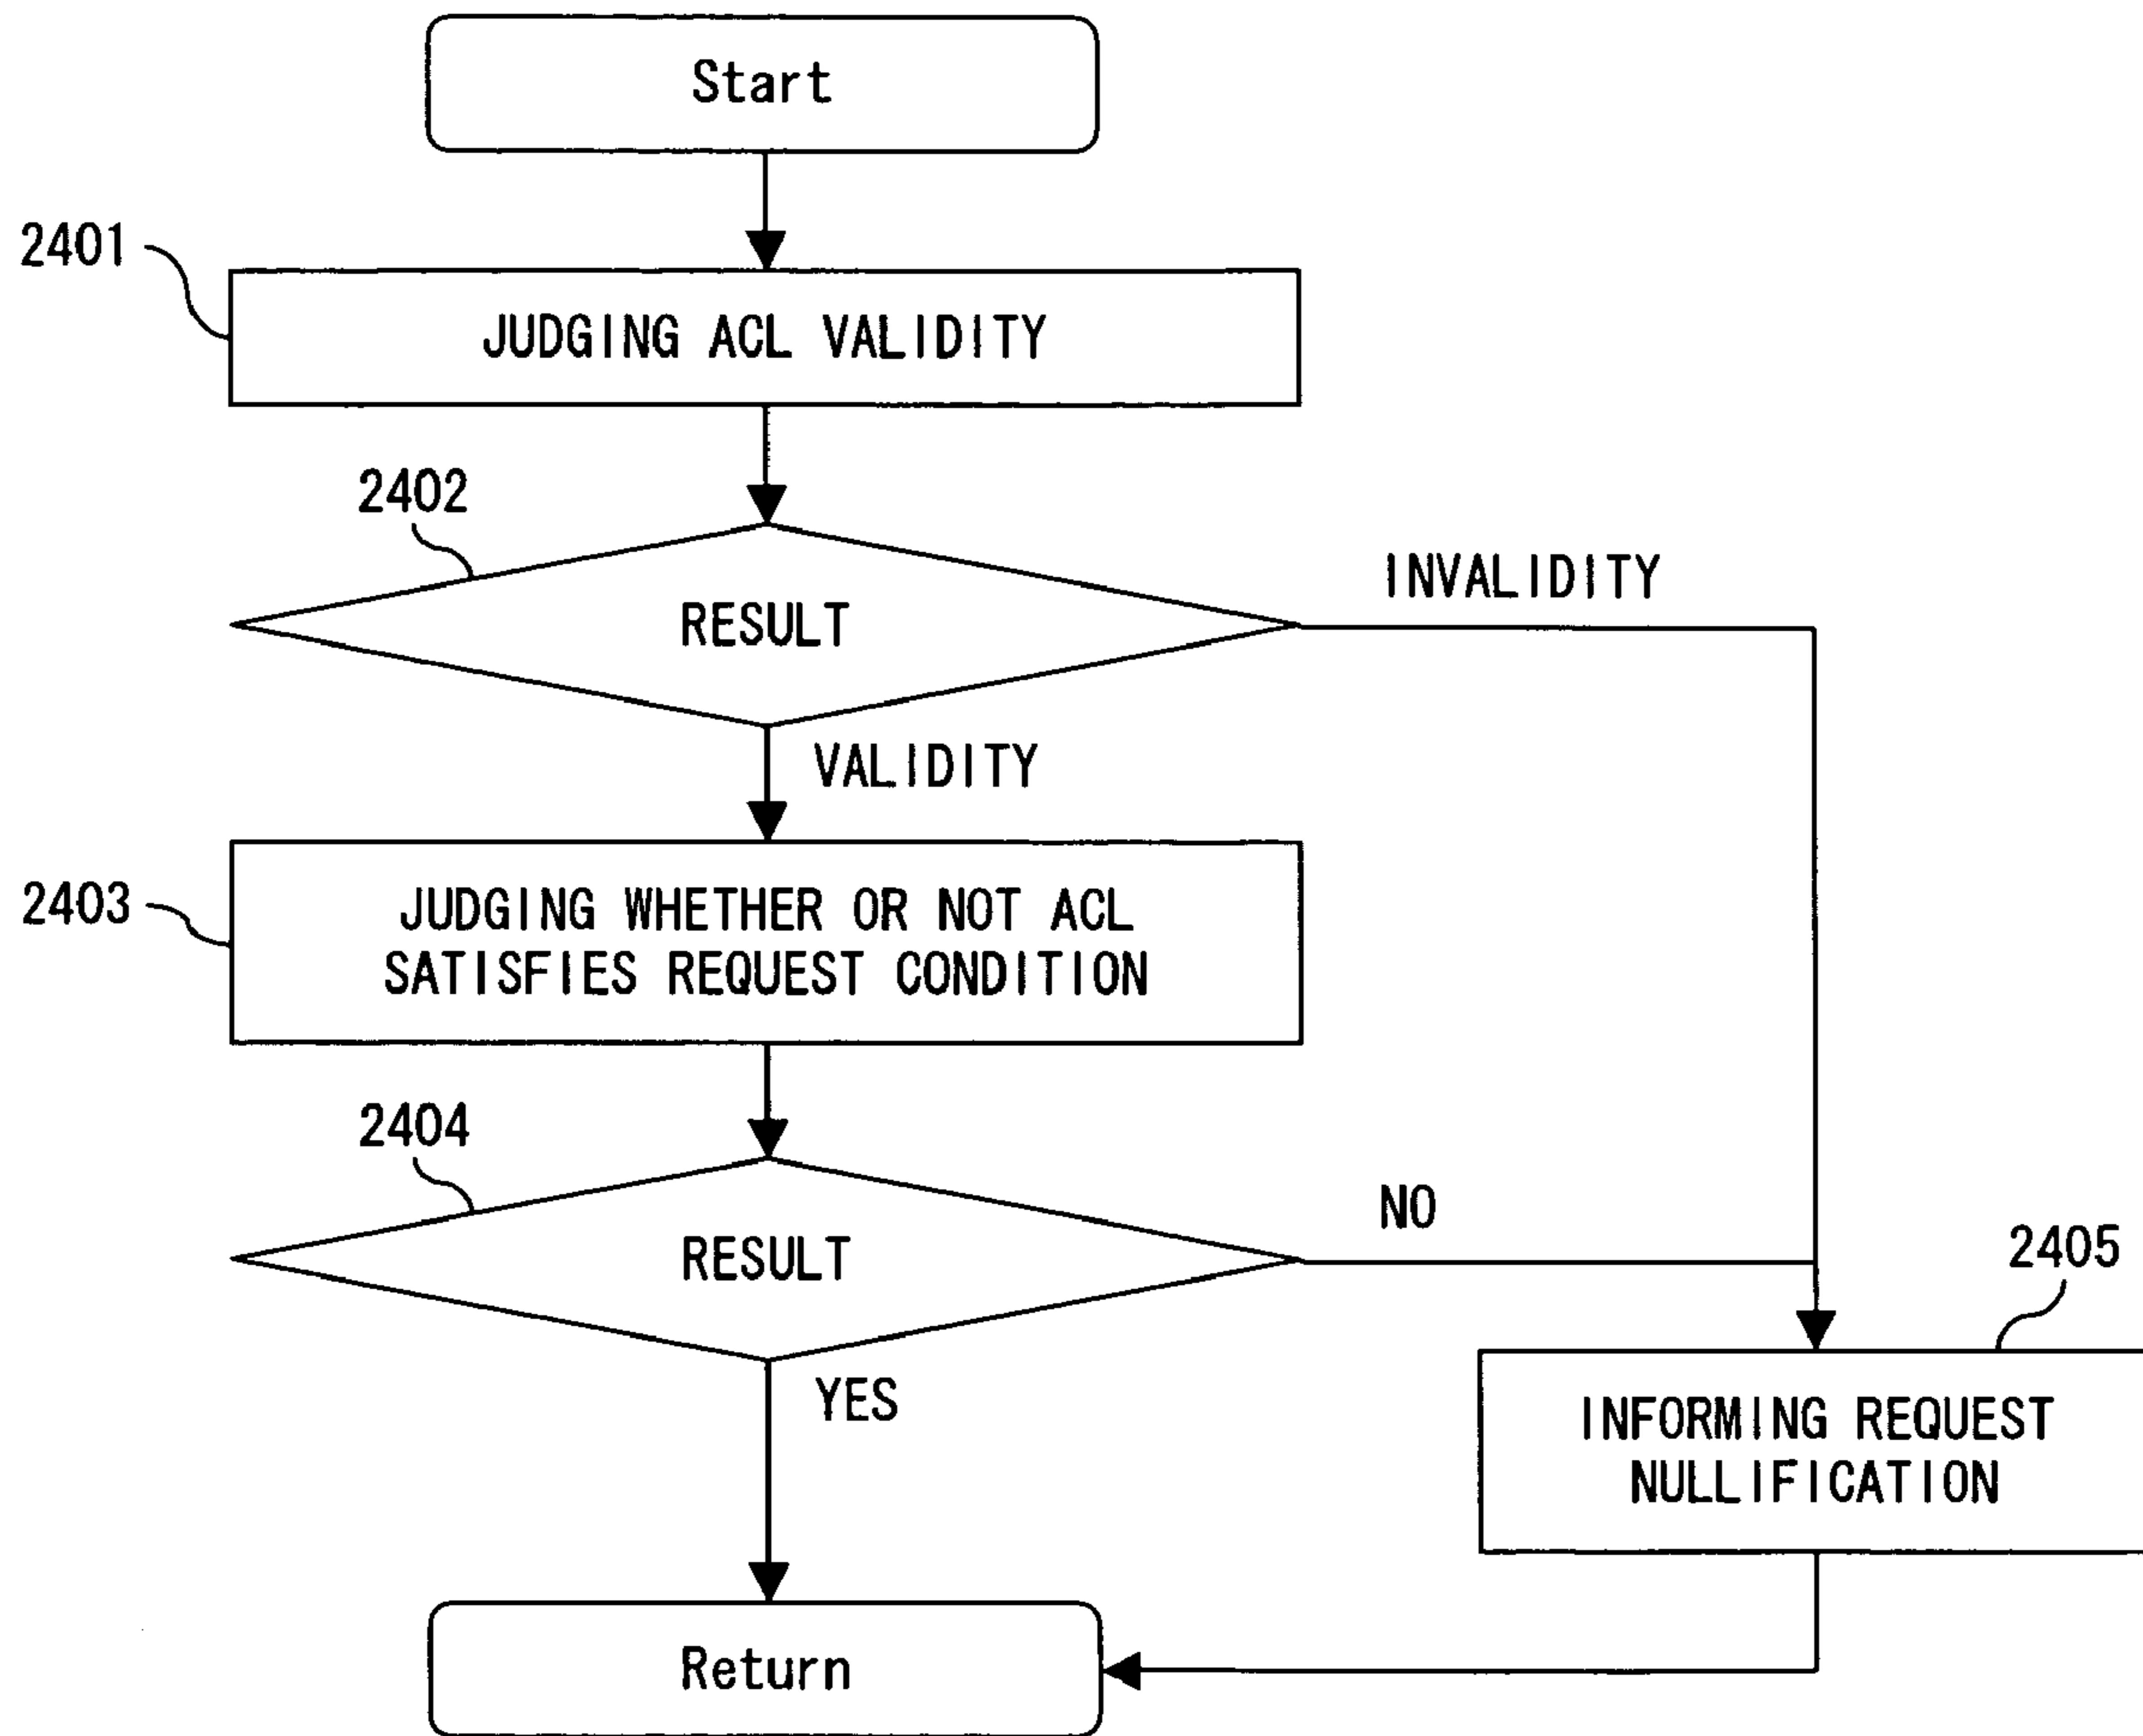 Start
2401
JUDGING ACL VALIDITY
2402
INVALIDITY
RESULT
VALIDITY
2403
JUDGING WHETHER OR NOT ACL
SATISFIES REQUEST CONDITION
2404
NO
RESULT
2405
YES
INFORMING REQUEST
NULLIFICATION
Return